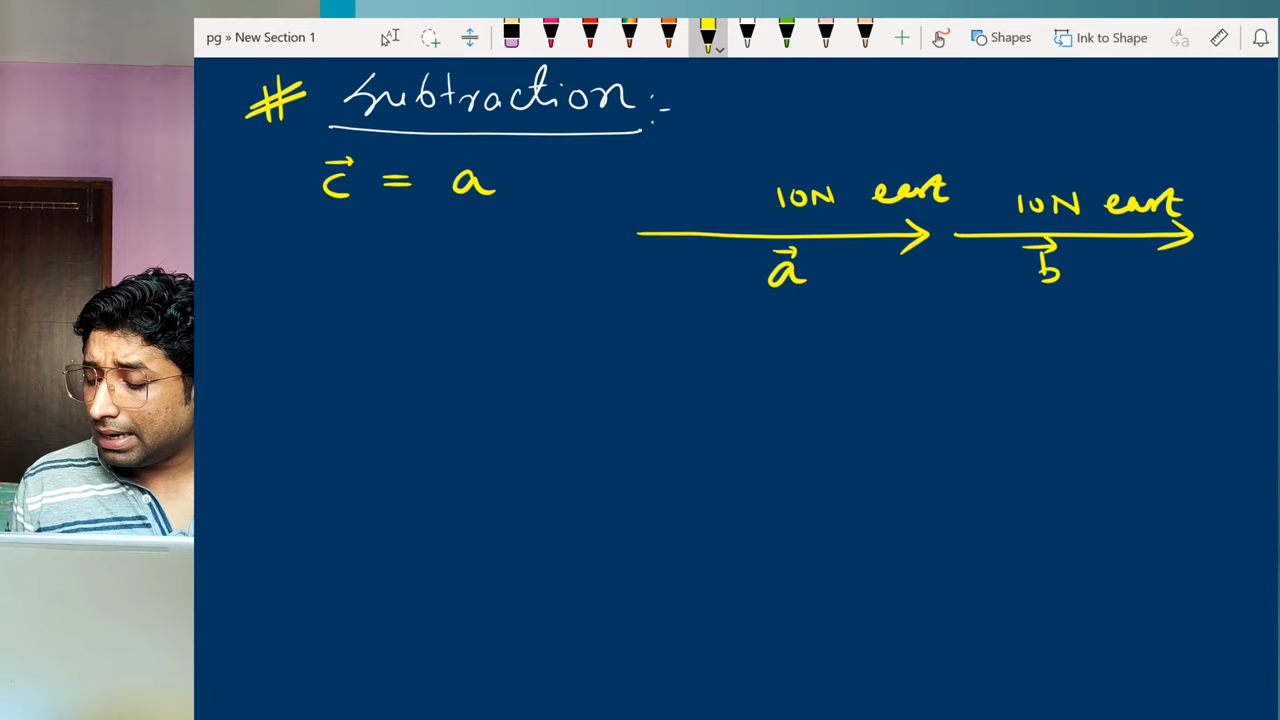 pg » New Section 1
Shapes
Ink to Shape
# Subtraction :-
c⃗ = a
10N east
10N east
a⃗
b⃗